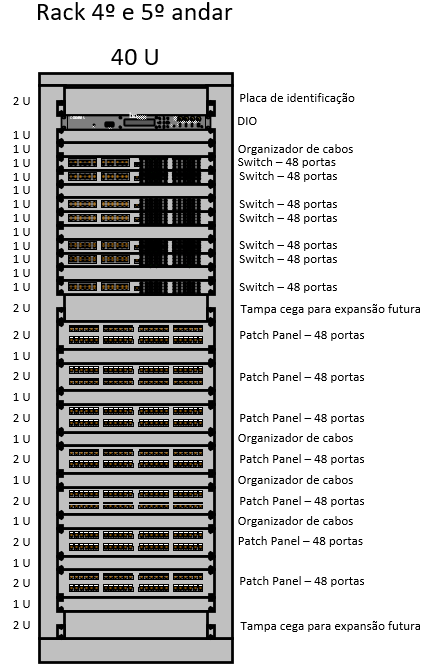 Rack 4º e 5º andar
40 U
2 U Placa de identificação
DIO
1 U
1 U Organizador de cabos
1 U Switch – 48 portas
1 U Switch – 48 portas
1 U
1 U Switch – 48 portas
1 U Switch – 48 portas
1 U
1 U Switch – 48 portas
1 U Switch – 48 portas
1 U
1 U Switch – 48 portas
2 U Tampa cega para expansão futura
2 U Patch Panel – 48 portas
1 U
2 U Patch Panel – 48 portas
1 U
2 U Patch Panel – 48 portas
1 U Organizador de cabos
2 U Patch Panel – 48 portas
1 U Organizador de cabos
2 U Patch Panel – 48 portas
1 U Organizador de cabos
2 U Patch Panel – 48 portas
1 U
2 U Patch Panel – 48 portas
1 U
2 U Tampa cega para expansão futura